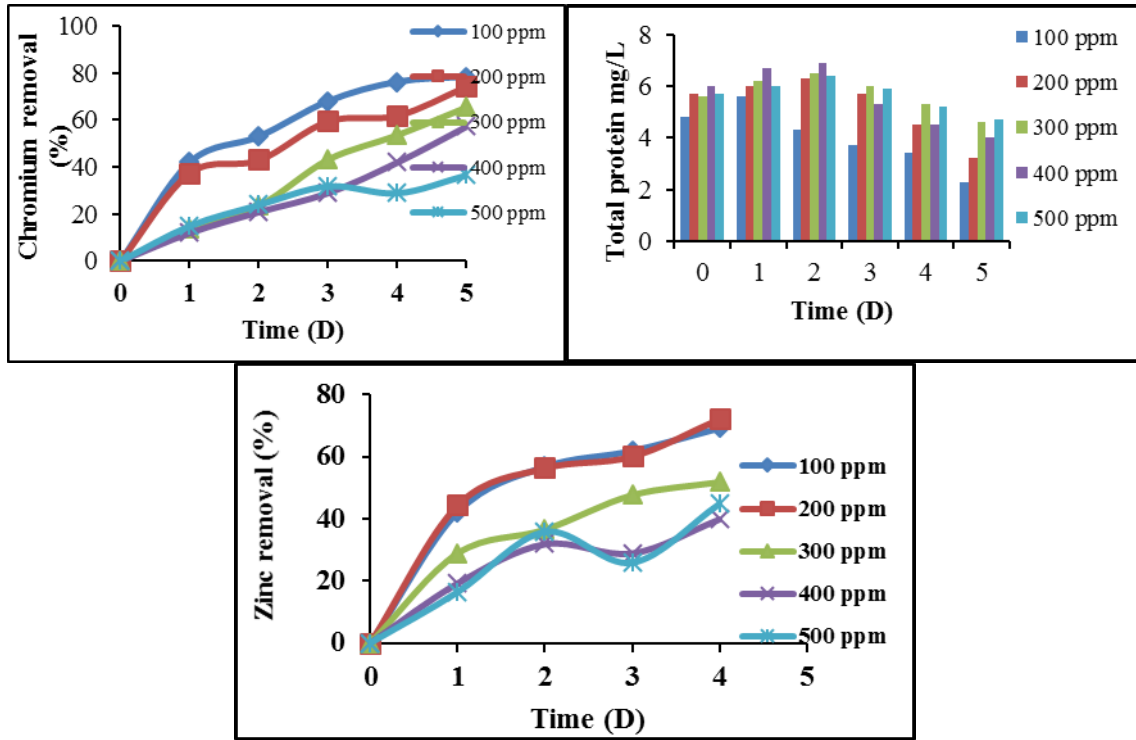 Chromium removal
(%)
100
80
60
40
20
0
0 1 2 3 4 5
Time (D)
100 ppm
200 ppm
300 ppm
400 ppm
500 ppm
Total protein mg/L
8
6
4
2
0
0 1 2 3 4 5
Time (D)
100 ppm
200 ppm
300 ppm
400 ppm
500 ppm
Zinc removal (%)
80
60
40
20
0
0 1 2 3 4 5
Time (D)
100 ppm
200 ppm
300 ppm
400 ppm
500 ppm